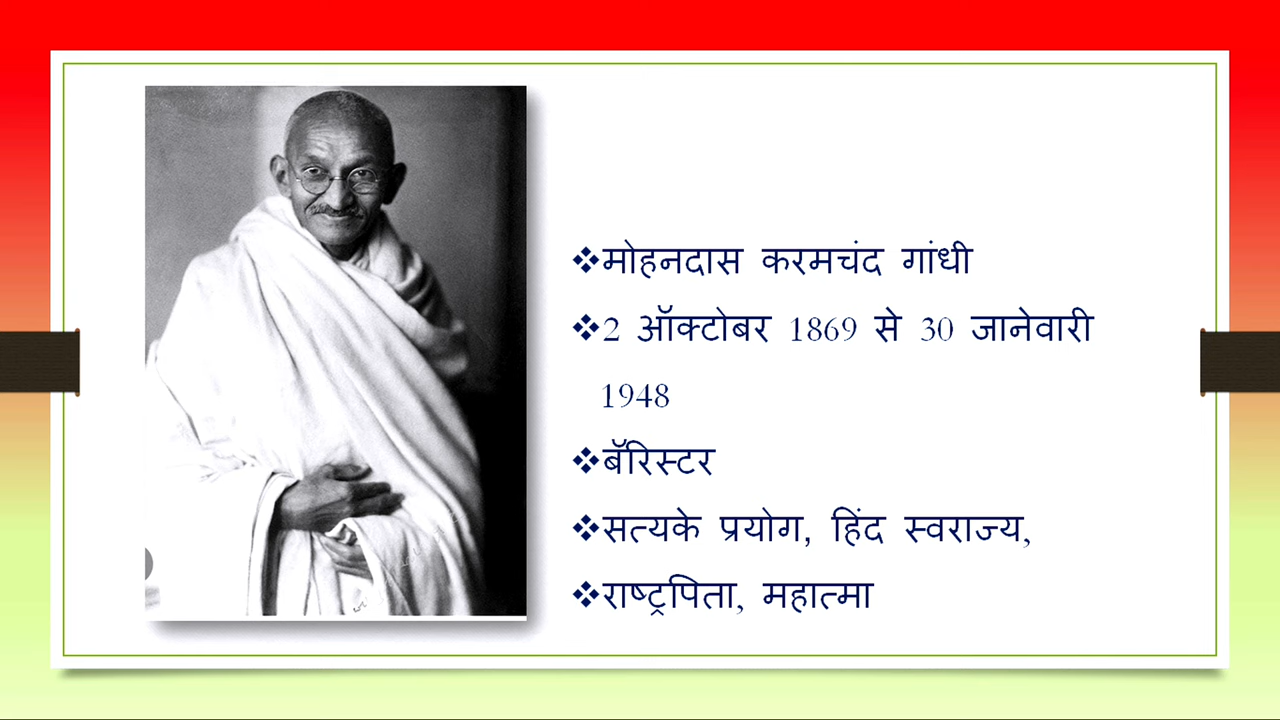 ❖मोहनदास करमचंद गांधी
❖2 ऑक्टोबर 1869 से 30 जानेवारी
1948
❖बॅरिस्टर
❖सत्यके प्रयोग, हिंद स्वराज्य,
❖राष्ट्रपिता, महात्मा